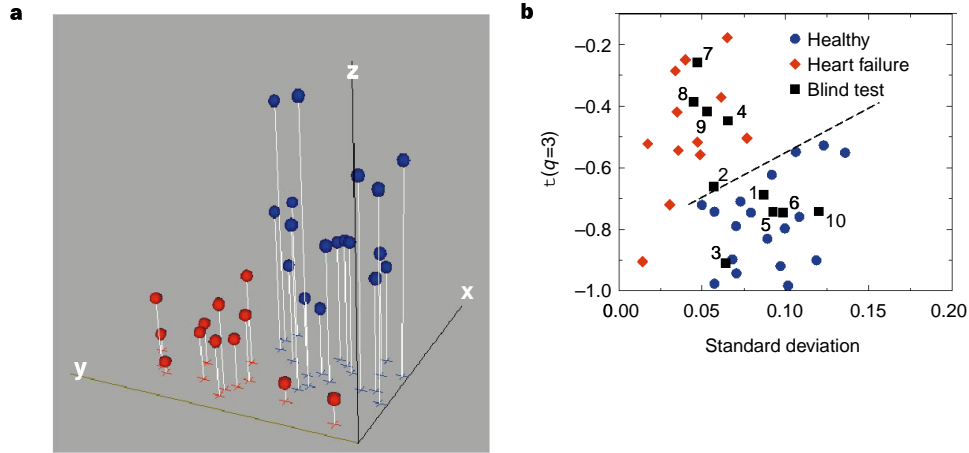 a
z
x
y
b
Healthy
Heart failure
Blind test
7
8
9
4
2
1
6
5
10
3
−0.2
−0.4
−0.6
−0.8
−1.0
t(q=3)
0.00
0.05
0.10
0.15
0.20
Standard deviation